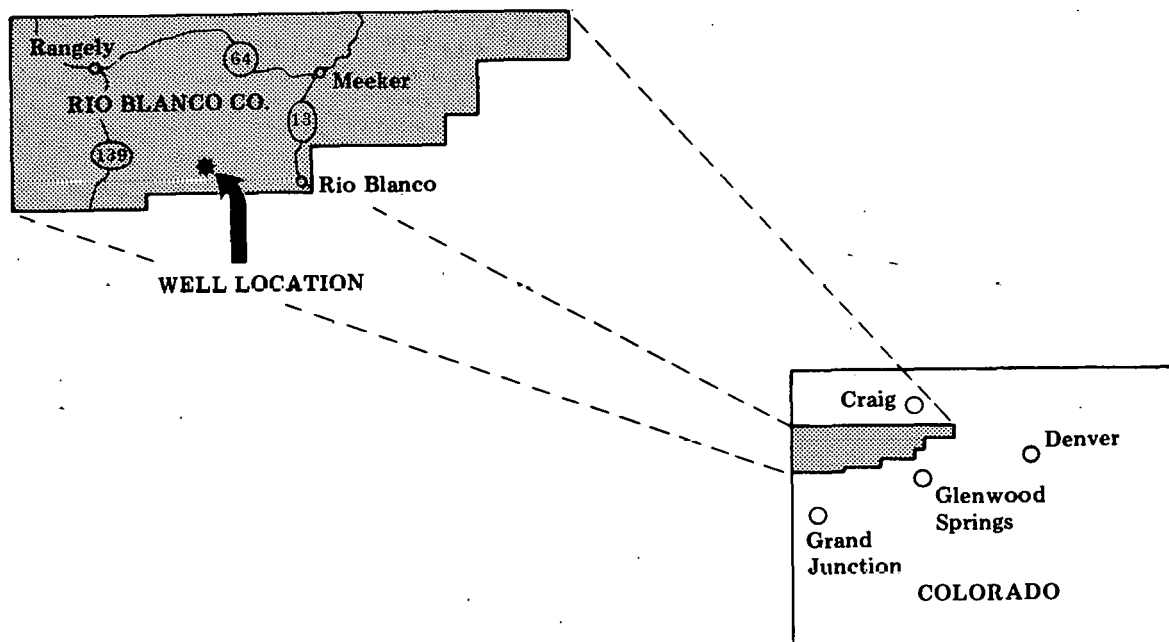 Rangely
64
Meeker
RIO BLANCO CO.
13
139
Rio Blanco
WELL LOCATION
Craig
Denver
Glenwood
Springs
Grand
Junction
COLORADO